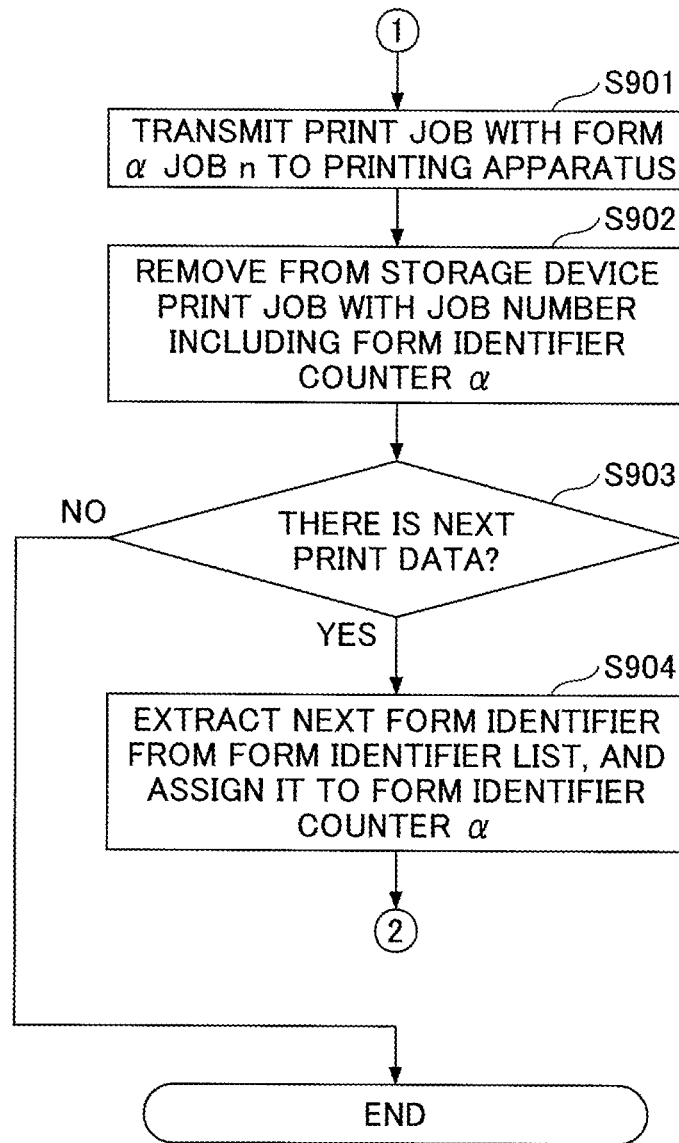 1
S901
TRANSMIT PRINT JOB WITH FORM
α JOB n TO PRINTING APPARATUS
S902
REMOVE FROM STORAGE DEVICE
PRINT JOB WITH JOB NUMBER
INCLUDING FORM IDENTIFIER
COUNTER α
S903
NO
THERE IS NEXT
PRINT DATA?
YES
S904
EXTRACT NEXT FORM IDENTIFIER
FROM FORM IDENTIFIER LIST, AND
ASSIGN IT TO FORM IDENTIFIER
COUNTER α
2
END